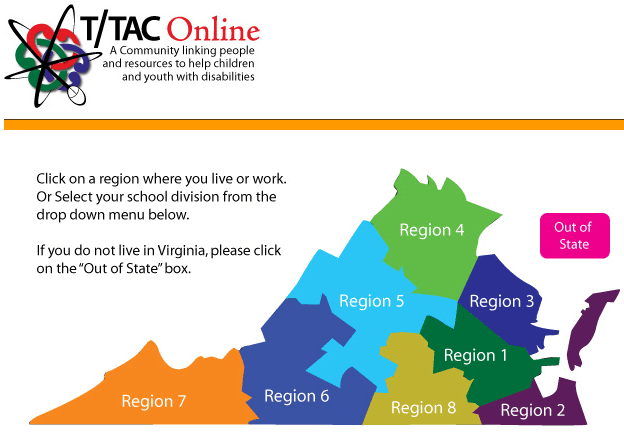 T/TAC Online
A Community linking people
and resources to help children
and youth with disabilities
Click on a region where you live or work.
Or Select your school division from the
drop down menu below.
If you do not live in Virginia, please click
on the “Out of State” box.
Region 4
Out of
State
Region 5
Region 3
Region 1
Region 7
Region 6
Region 8
Region 2